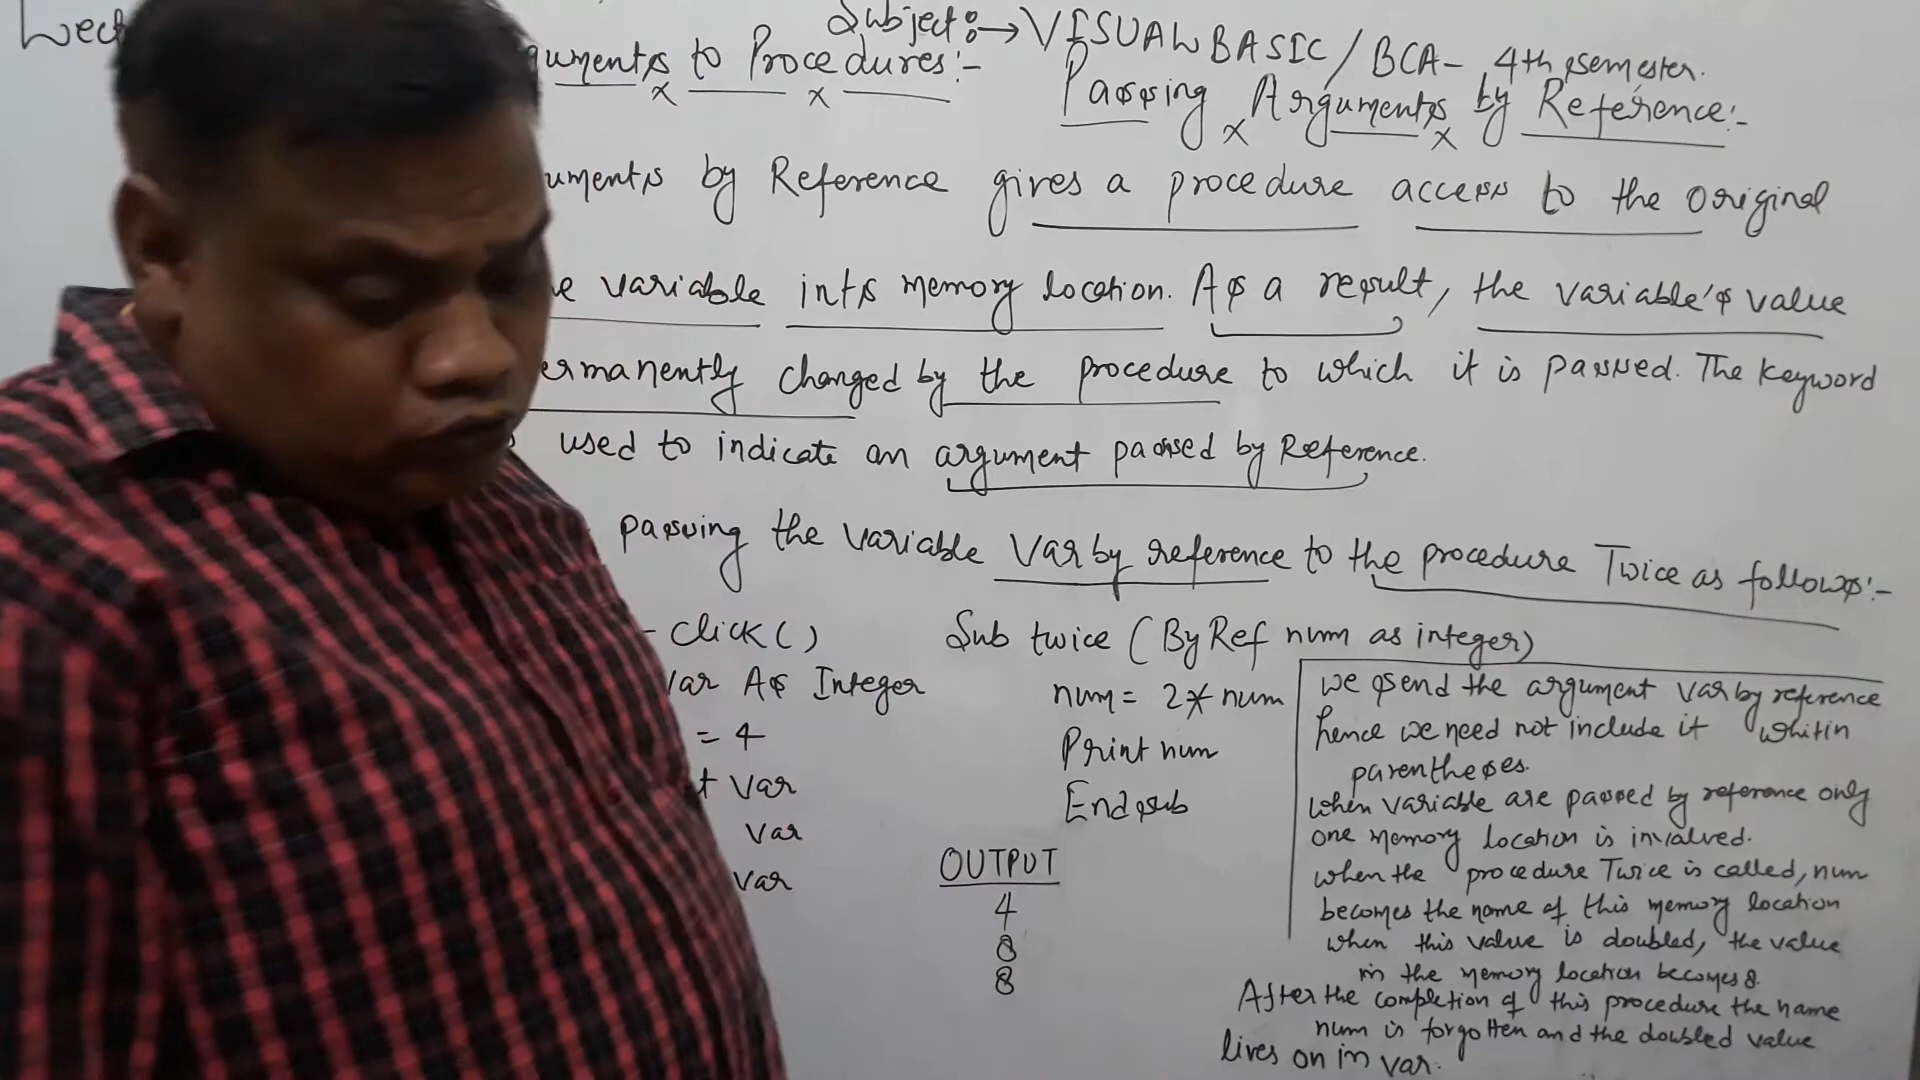 Lect
Subject:→ VISUAL BASIC / BCA- 4th semester.
uments to Procedures:-
Passing Arguments by Reference:-
uments by Reference gives a procedure access to the original
e variable in its memory location. As a result, the variable's value
ermanently changed by the procedure to which it is passed. The keyword
used to indicate an argument passed by Reference.
passing the variable Var by reference to the procedure Twice as follows:-
- Click()
Var As Integer
= 4
t Var
Var
Var
Sub twice (ByRef num as integer)
num = 2 * num
Print num
End sub
OUTPUT
4
8
8
we send the argument var by reference
hence we need not include it whitin
parentheses.
when variable are passed by reference only
one memory location is invalved.
when the procedure Twice is called, num
becomes the name of this memory location
when this value is doubled, the value
in the memory location becomes 8.
After the completion of this procedure the name
num is forgotten and the doubled value
lives on in var.